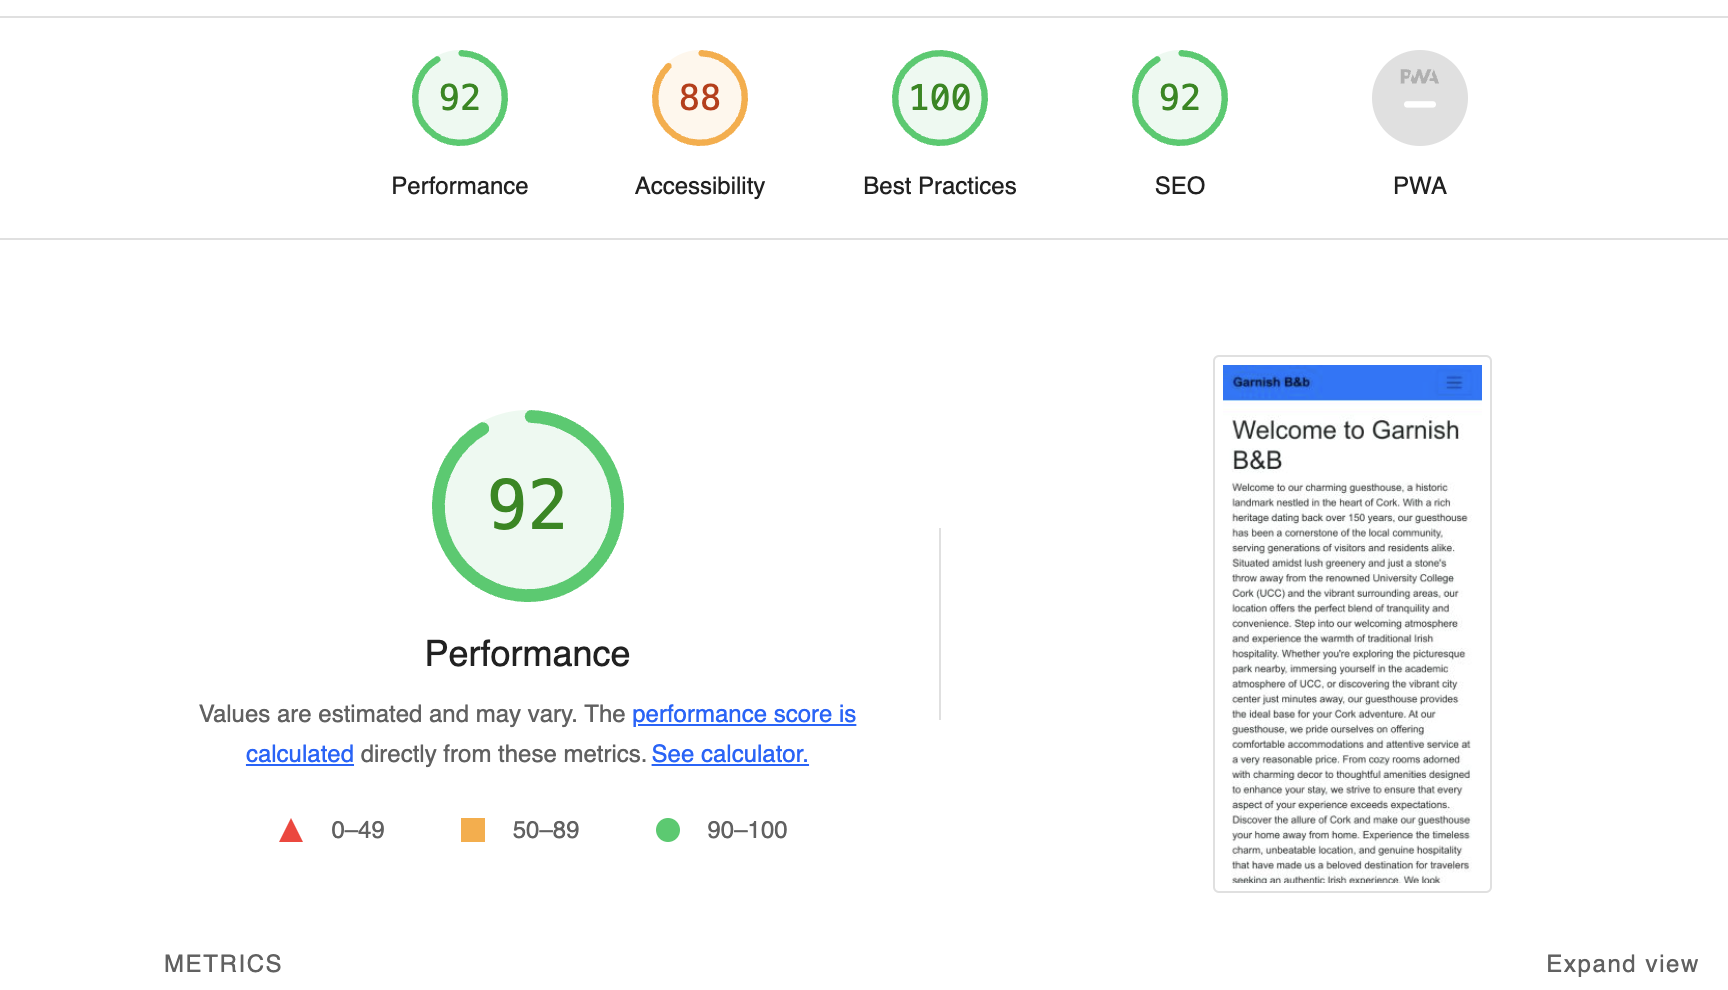 92
88
100
92
PWA
Performance
Accessibility
Best Practices
SEO
PWA
92
Performance
Values are estimated and may vary. The performance score is
calculated directly from these metrics. See calculator.
0–49
50–89
90–100
Garnish B&b
Welcome to Garnish
B&B
Welcome to our charming guesthouse, a historic
landmark nestled in the heart of Cork. With a rich
heritage dating back over 150 years, our guesthouse
has been a cornerstone of the local community,
serving generations of visitors and residents alike.
Situated amidst lush greenery and just a stone's
throw away from the renowned University College
Cork (UCC) and the vibrant surrounding areas, our
location offers the perfect blend of tranquility and
convenience. Step into our welcoming atmosphere
and experience the warmth of traditional Irish
hospitality. Whether you're exploring the picturesque
park nearby, immersing yourself in the academic
atmosphere of UCC, or discovering the vibrant city
center just minutes away, our guesthouse provides
the ideal base for your Cork adventure. At our
guesthouse, we pride ourselves on offering
comfortable accommodations and attentive service at
a very reasonable price. From cozy rooms adorned
with charming decor to thoughtful amenities designed
to enhance your stay, we strive to ensure that every
aspect of your experience exceeds expectations.
Discover the allure of Cork and make our guesthouse
your home away from home. Experience the timeless
charm, unbeatable location, and genuine hospitality
that have made us a beloved destination for travelers
seeking an authentic Irish experience. We look
METRICS
Expand view